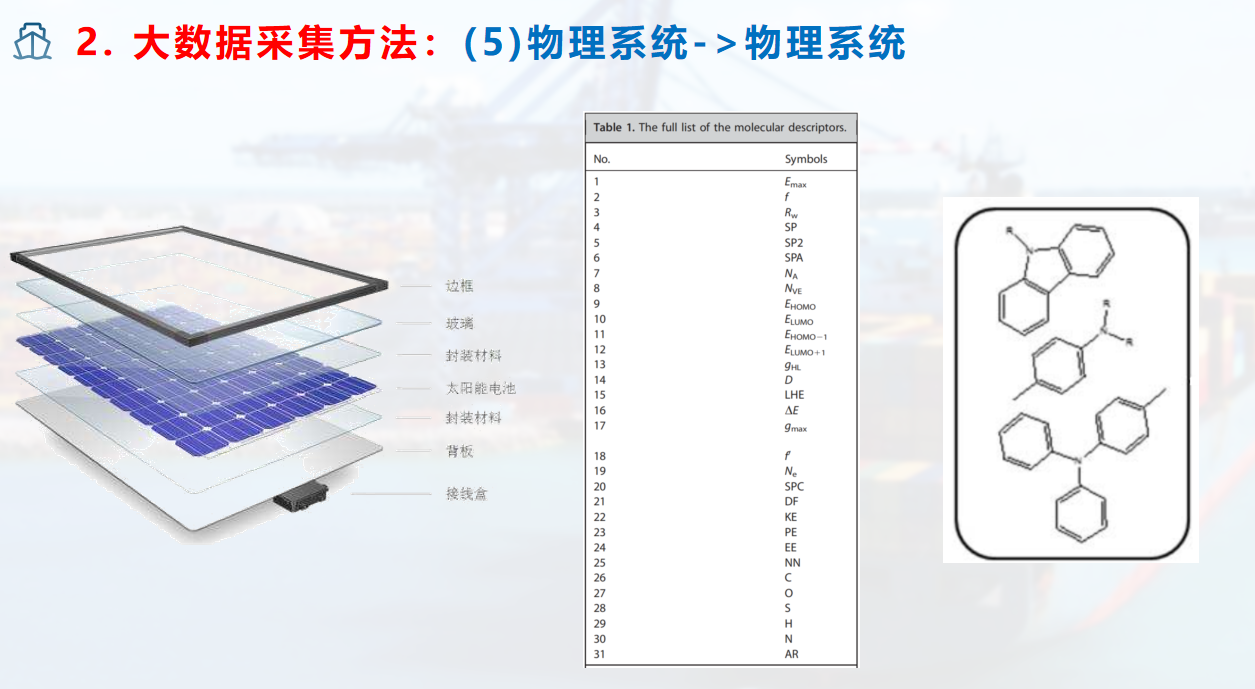 2. 大数据采集方法：(5)物理系统->物理系统
边框
玻璃
封装材料
太阳能电池
封装材料
背板
接线盒
Table 1. The full list of the molecular descriptors.
No. Symbols
1 Emax
2 f
3 Rw
4 SP
5 SP2
6 SPA
7 NA
8 NVE
9 EHOMO
10 ELUMO
11 EHOMO−1
12 ELUMO+1
13 gHL
14 D
15 LHE
16 ΔE
17 gmax
18 f′
19 Ne
20 SPC
21 DF
22 KE
23 PE
24 EE
25 NN
26 C
27 O
28 S
29 H
30 N
31 AR
R
N
R
N
R
N